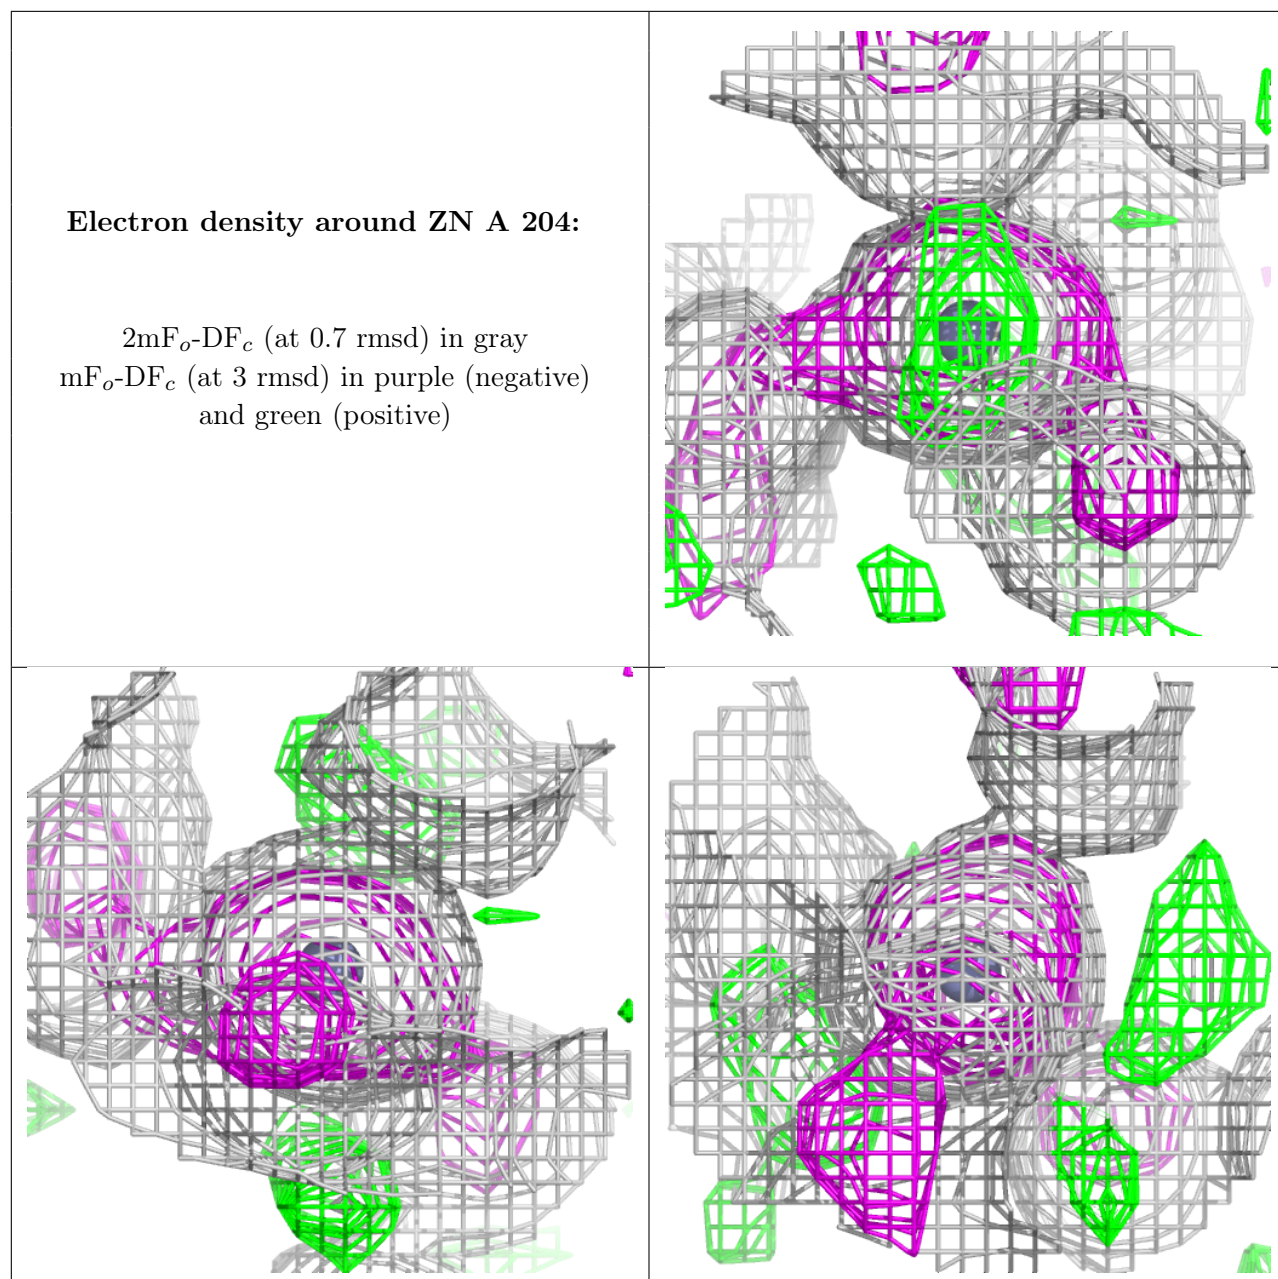 Electron density around ZN A 204:
2mFo-DFc (at 0.7 rmsd) in gray
mFo-DFc (at 3 rmsd) in purple (negative)
and green (positive)